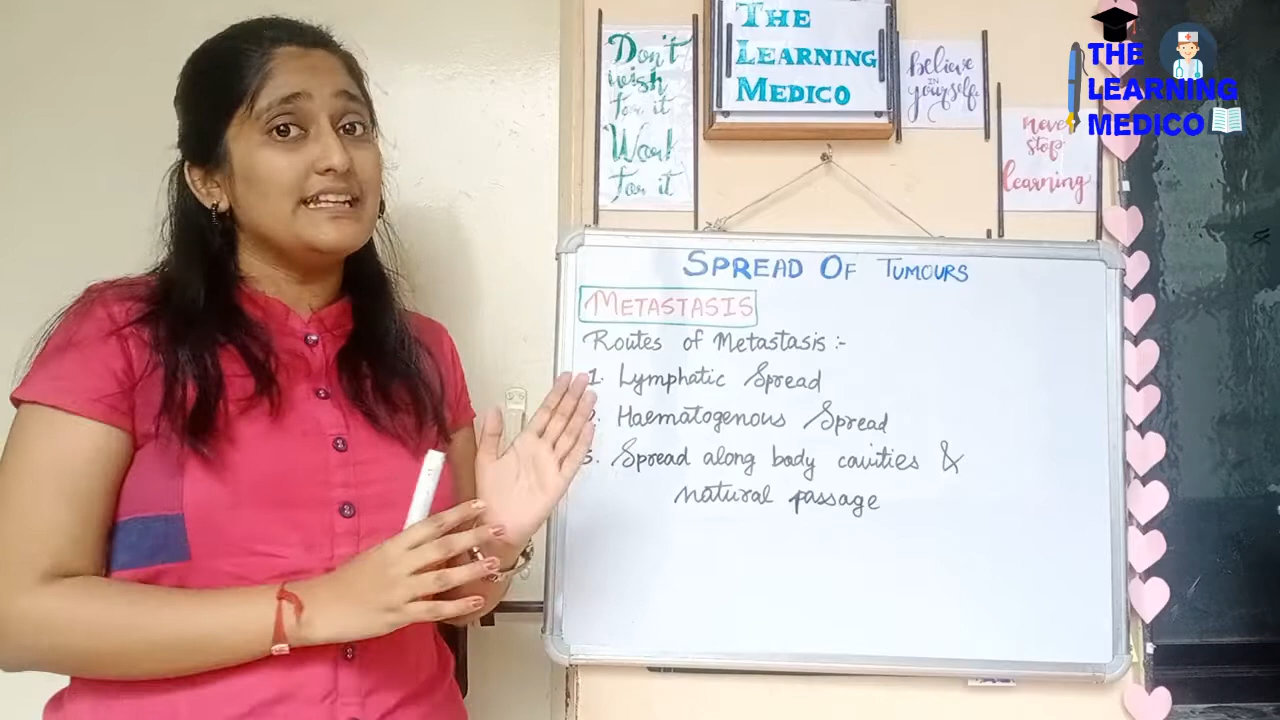 Don't
wish
for it
Work
for it
THE
LEARNING
MEDICO
believe
IN
yourself.
never
stop
learning
THE
LEARNING
MEDICO
SPREAD OF TUMOURS
METASTASIS
Routes of Metastasis :-
1. Lymphatic Spread
Haematogenous Spread
3. Spread along body cavities &
natural passage